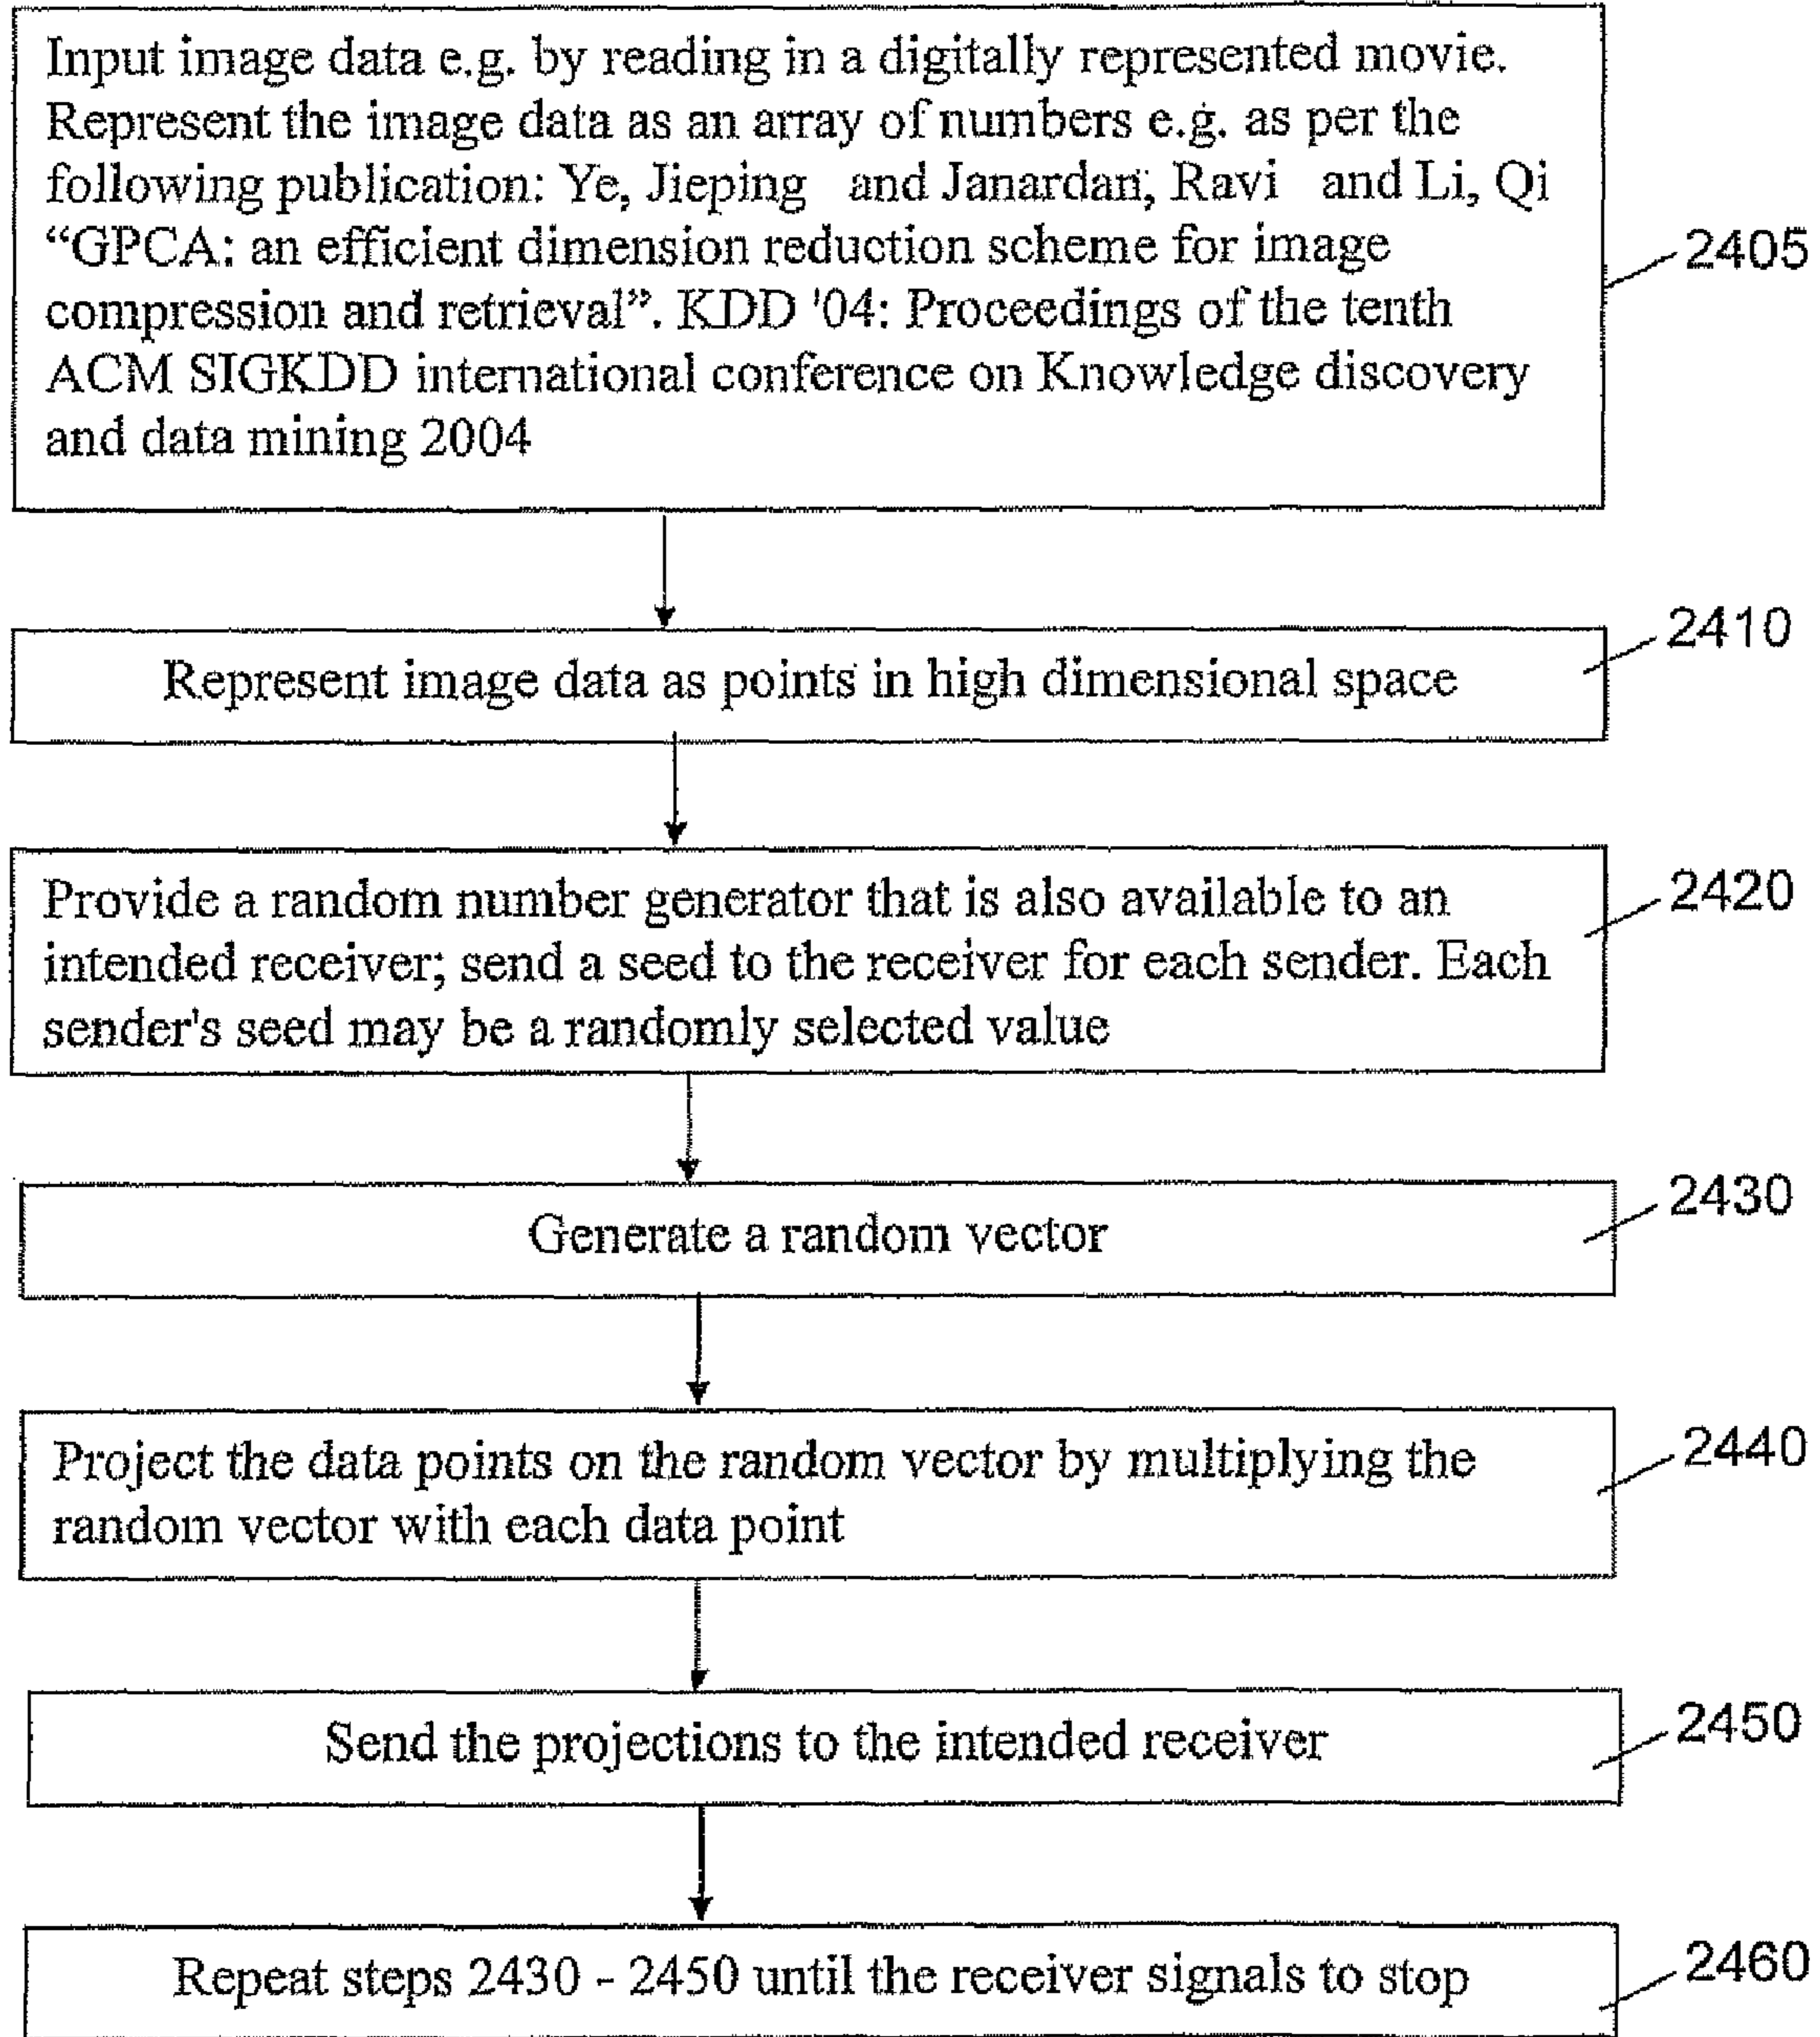 Input image data e.g. by reading in a digitally represented movie.
Represent the image data as an array of numbers e.g. as per the
following publication: Ye, Jieping and Janardan, Ravi and Li, Qi
“GPCA: an efficient dimension reduction scheme for image
compression and retrieval”. KDD '04: Proceedings of the tenth
ACM SIGKDD international conference on Knowledge discovery
and data mining 2004
2405
Represent image data as points in high dimensional space
2410
Provide a random number generator that is also available to an
intended receiver; send a seed to the receiver for each sender. Each
sender's seed may be a randomly selected value
2420
Generate a random vector
2430
Project the data points on the random vector by multiplying the
random vector with each data point
2440
Send the projections to the intended receiver
2450
Repeat steps 2430 - 2450 until the receiver signals to stop
2460